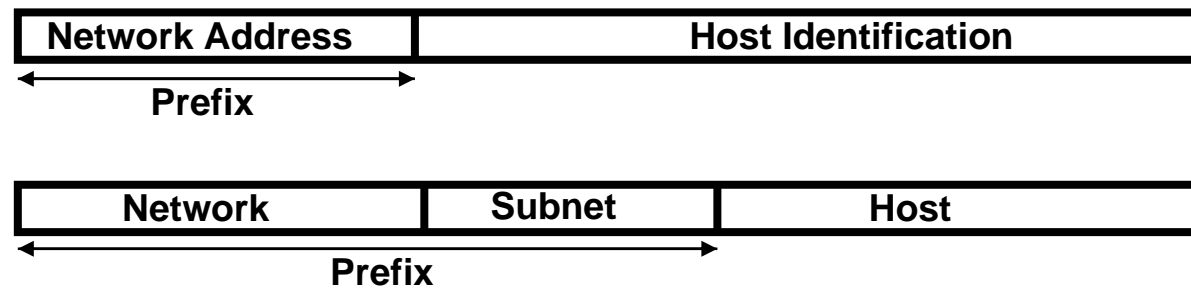 Network Address Host Identification
Prefix
Network Subnet Host
Prefix